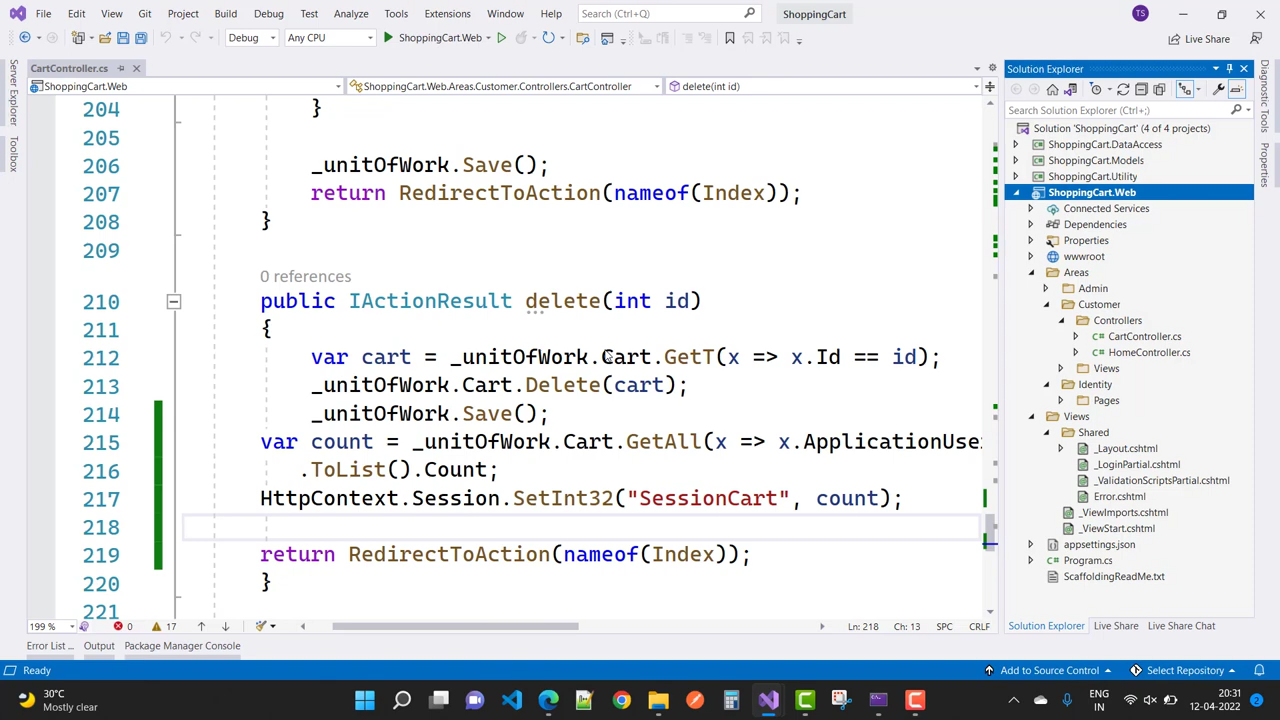 File Edit View Git Project Build Debug Test Analyze Tools Extensions Window Help Search (Ctrl+Q) ShoppingCart TS
Debug Any CPU ShoppingCart.Web Live Share
CartController.cs
ShoppingCart.Web ShoppingCart.Web.Areas.Customer.Controllers.CartController delete(int id)
Server Explorer
Toolbox
204 }
205
206 _unitOfWork.Save();
207 return RedirectToAction(nameof(Index));
208 }
209
0 references
210 public IActionResult delete(int id)
211 {
212 var cart = _unitOfWork.Cart.GetT(x => x.Id == id);
213 _unitOfWork.Cart.Delete(cart);
214 _unitOfWork.Save();
215 var count = _unitOfWork.Cart.GetAll(x => x.ApplicationUse
216 .ToList().Count;
217 HttpContext.Session.SetInt32("SessionCart", count);
218
219 return RedirectToAction(nameof(Index));
220 }
221
199 % 0 17 Ln: 218 Ch: 13 SPC CRLF
Error List ... Output Package Manager Console
Solution Explorer
Search Solution Explorer (Ctrl+;)
Solution 'ShoppingCart' (4 of 4 projects)
ShoppingCart.DataAccess
ShoppingCart.Models
ShoppingCart.Utility
ShoppingCart.Web
Connected Services
Dependencies
Properties
wwwroot
Areas
Admin
Customer
Controllers
CartController.cs
HomeController.cs
Views
Identity
Pages
Views
Shared
_Layout.cshtml
_LoginPartial.cshtml
_ValidationScriptsPartial.cshtml
Error.cshtml
_ViewImports.cshtml
_ViewStart.cshtml
appsettings.json
Program.cs
ScaffoldingReadMe.txt
Solution Explorer Live Share Live Share Chat
Diagnostic Tools
Properties
Ready Add to Source Control Select Repository
30°C
Mostly clear
ENG
IN
20:31
12-04-2022
2